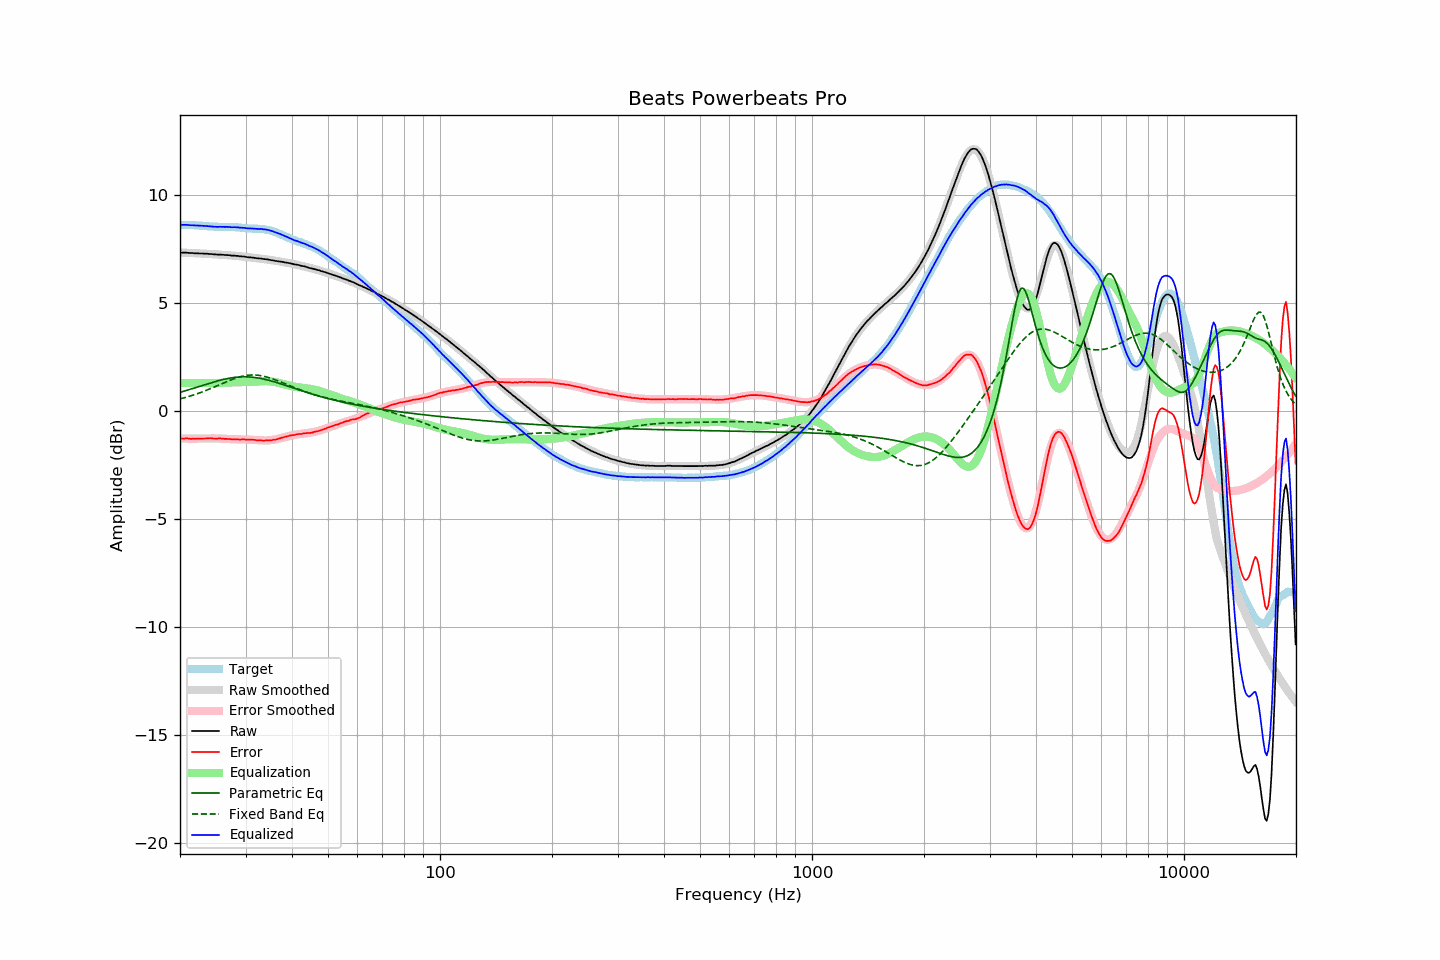 Beats Powerbeats Pro
Amplitude (dBr)
10
5
0
−5
−10
−15
−20
Target
Raw Smoothed
Error Smoothed
Raw
Error
Equalization
Parametric Eq
Fixed Band Eq
Equalized
100
1000
10000
Frequency (Hz)